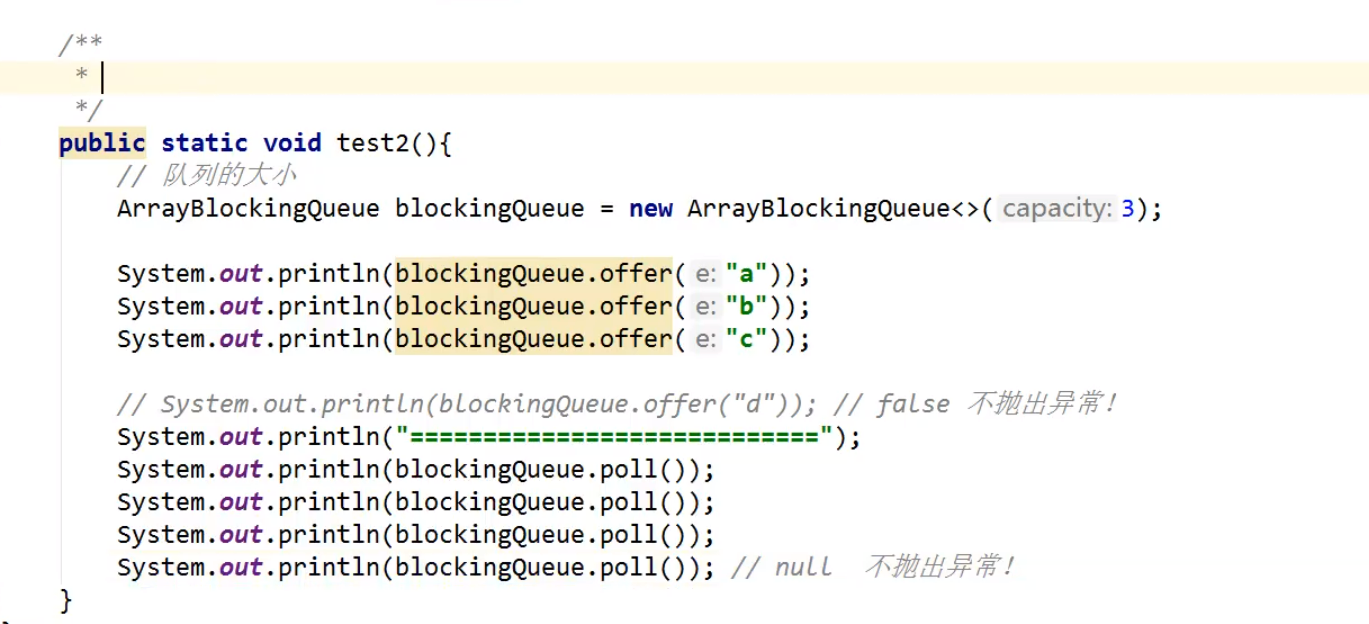 /**
 *
 */
public static void test2(){
    // 队列的大小
    ArrayBlockingQueue blockingQueue = new ArrayBlockingQueue<>( capacity: 3);
    System.out.println(blockingQueue.offer( e: "a"));
    System.out.println(blockingQueue.offer( e: "b"));
    System.out.println(blockingQueue.offer( e: "c"));
    // System.out.println(blockingQueue.offer("d")); // false 不抛出异常！
    System.out.println("============================");
    System.out.println(blockingQueue.poll());
    System.out.println(blockingQueue.poll());
    System.out.println(blockingQueue.poll());
    System.out.println(blockingQueue.poll()); // null  不抛出异常！
}